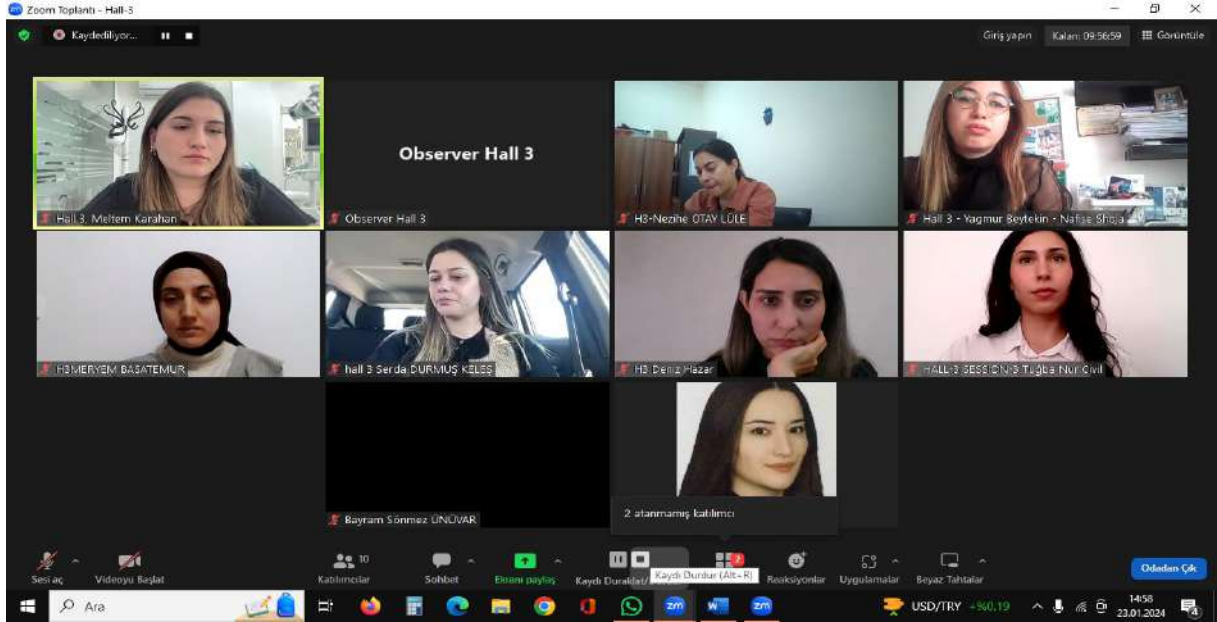 Zoom Toplantı - Hall-3
Kaydediliyor...
Giriş yapın
Kalan: 09:56:59
Görüntüle
Hall 3, Meltem Karahan
Observer Hall 3
Observer Hall 3
H3-Nezihe OTAY LÜLE
Hall 3 - Yagmur Beytekin - Nafise Shoja
H3MERYEM BASATEMUR
hall 3 Serda DURMUŞ KELEŞ
H3-Deniz Hazar
HALL-3 SESSION-3 Tuğba Nur Civil
Bayram Sönmez ÜNÜVAR
2 atanmamış katılımcı
Sesi aç
Videoyu Başlat
10
Katılımcılar
Sohbet
Ekranı paylaş
Kaydı Duraklat/
Kaydı Durdur (Alt+R)
2
Reaksiyonlar
Uygulamalar
Beyaz Tahtalar
Odadan Çık
Ara
USD/TRY +%0,19
14:58
23.01.2024
4